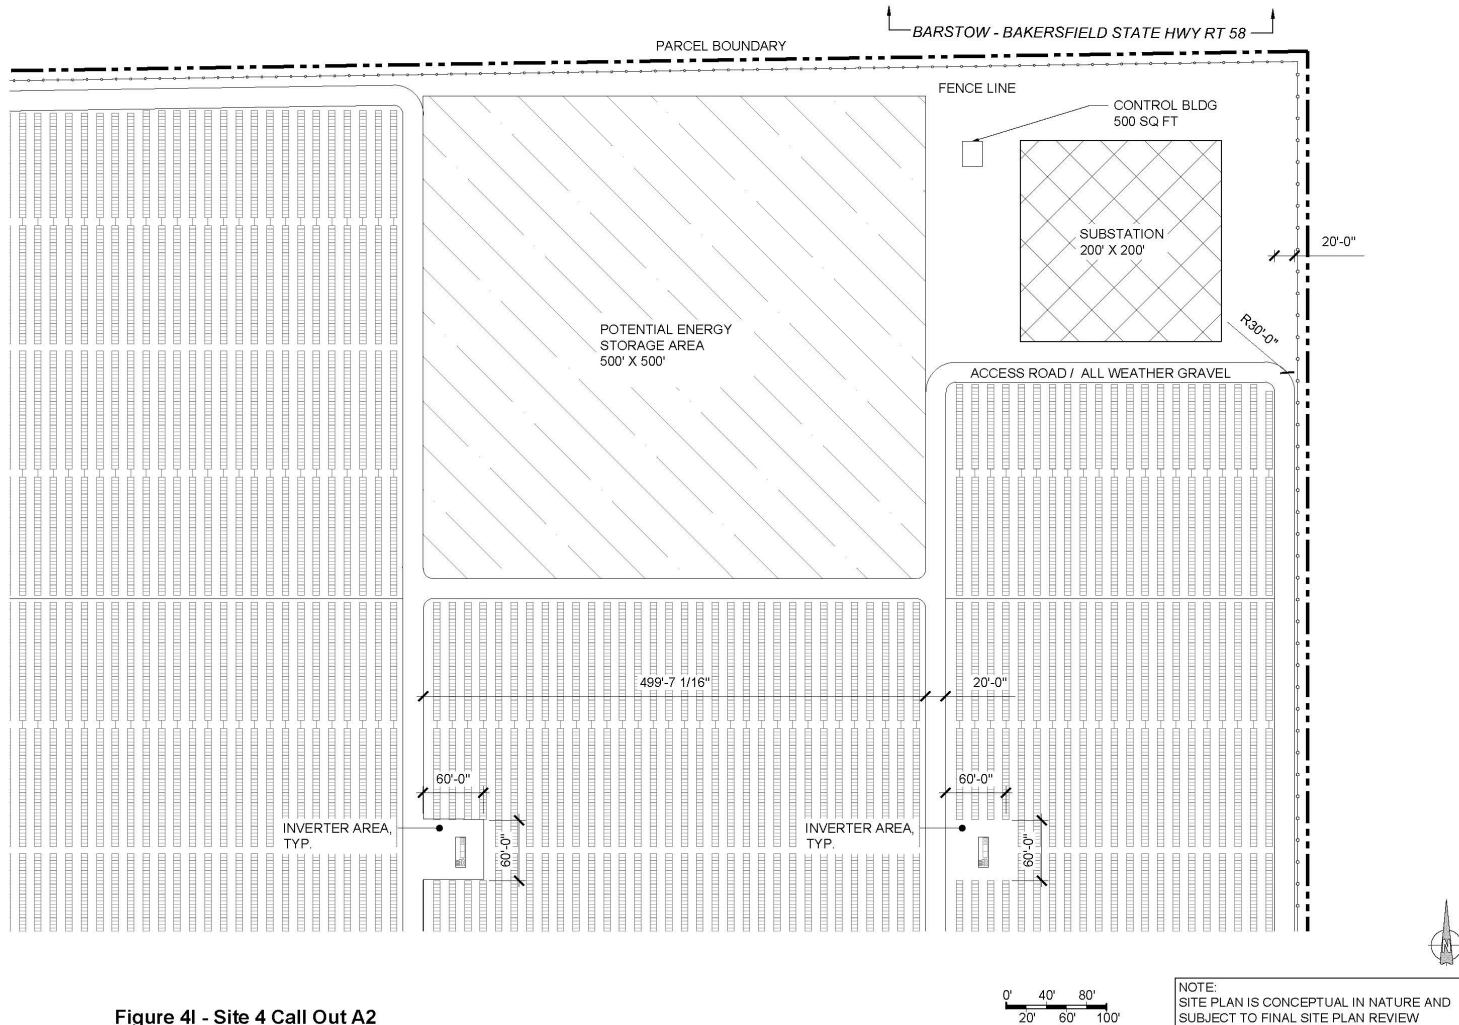 BARSTOW - BAKERSFIELD STATE HWY RT 58
PARCEL BOUNDARY
FENCE LINE
CONTROL BLDG
500 SQ FT
SUBSTATION
200' X 200'
20'-0"
POTENTIAL ENERGY
STORAGE AREA
500' X 500'
R30'-0"
ACCESS ROAD / ALL WEATHER GRAVEL
499'-7 1/16"
20'-0"
60'-0"
60'-0"
INVERTER AREA,
TYP.
60'-0"
INVERTER AREA,
TYP.
60'-0"
N
0' 40' 80'
20' 60' 100'
NOTE:
SITE PLAN IS CONCEPTUAL IN NATURE AND
SUBJECT TO FINAL SITE PLAN REVIEW
Figure 4I - Site 4 Call Out A2